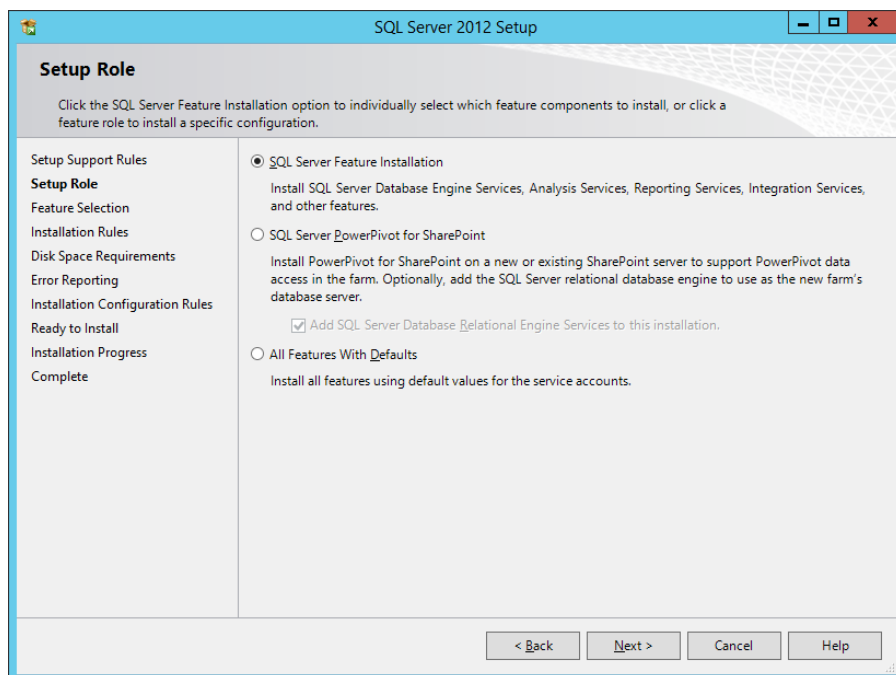 SQL Server 2012 Setup
Setup Role
Click the SQL Server Feature Installation option to individually select which feature components to install, or click a
feature role to install a specific configuration.
Setup Support Rules
Setup Role
Feature Selection
Installation Rules
Disk Space Requirements
Error Reporting
Installation Configuration Rules
Ready to Install
Installation Progress
Complete
SQL Server Feature Installation
Install SQL Server Database Engine Services, Analysis Services, Reporting Services, Integration Services,
and other features.
SQL Server PowerPivot for SharePoint
Install PowerPivot for SharePoint on a new or existing SharePoint server to support PowerPivot data
access in the farm. Optionally, add the SQL Server relational database engine to use as the new farm's
database server.
Add SQL Server Database Relational Engine Services to this installation.
All Features With Defaults
Install all features using default values for the service accounts.
< Back
Next >
Cancel
Help